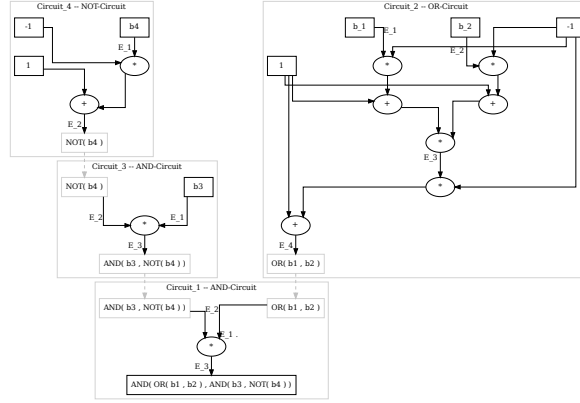 Circuit_4 -- NOT-Circuit
-1
b4
E_1
1
*
+
E_2
NOT( b4 )
Circuit_2 -- OR-Circuit
b_1
b_2
-1
E_1
E_2
1
*
*
+
+
*
E_3
*
+
E_4
OR( b1 , b2 )
Circuit_3 -- AND-Circuit
NOT( b4 )
b3
E_2
E_1
*
E_3
AND( b3 , NOT( b4 ) )
Circuit_1 -- AND-Circuit
AND( b3 , NOT( b4 ) )
OR( b1 , b2 )
E_2
E_1 .
*
E_3
AND( OR( b1 , b2 ) , AND( b3 , NOT( b4 ) ) )